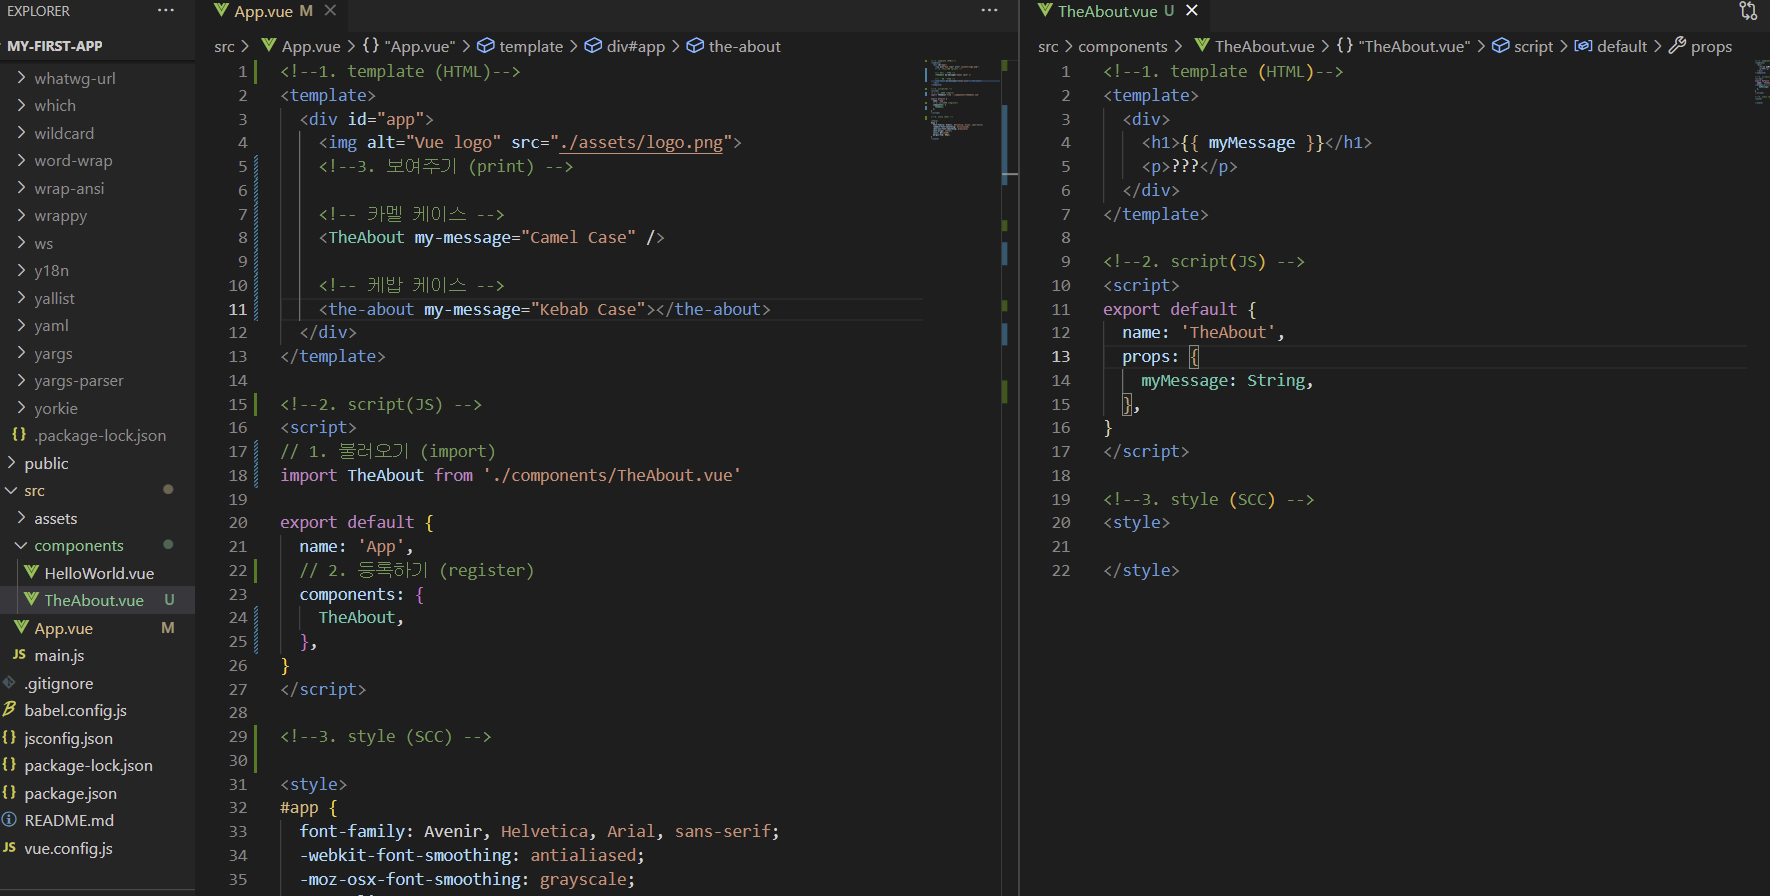 EXPLORER
MY-FIRST-APP
whatwg-url
which
wildcard
word-wrap
wrap-ansi
wrappy
ws
y18n
yallist
yaml
yargs
yargs-parser
yorkie
{} .package-lock.json
public
src
assets
components
HelloWorld.vue
TheAbout.vue U
App.vue M
JS main.js
.gitignore
babel.config.js
{} jsconfig.json
{} package-lock.json
{} package.json
README.md
JS vue.config.js
App.vue M
src > App.vue > {} "App.vue" > template > div#app > the-about
1 <!--1. template (HTML)-->
2 <template>
3 <div id="app">
4 <img alt="Vue logo" src="./assets/logo.png">
5 <!--3. 보여주기 (print) -->
6
7 <!-- 카멜 케이스 -->
8 <TheAbout my-message="Camel Case" />
9
10 <!-- 케밥 케이스 -->
11 <the-about my-message="Kebab Case"></the-about>
12 </div>
13 </template>
14
15 <!--2. script(JS) -->
16 <script>
17 // 1. 불러오기 (import)
18 import TheAbout from './components/TheAbout.vue'
19
20 export default {
21 name: 'App',
22 // 2. 등록하기 (register)
23 components: {
24 TheAbout,
25 },
26 }
27 </script>
28
29 <!--3. style (SCC) -->
30
31 <style>
32 #app {
33 font-family: Avenir, Helvetica, Arial, sans-serif;
34 -webkit-font-smoothing: antialiased;
35 -moz-osx-font-smoothing: grayscale;
TheAbout.vue U
src > components > TheAbout.vue > {} "TheAbout.vue" > script > default > props
1 <!--1. template (HTML)-->
2 <template>
3 <div>
4 <h1>{{ myMessage }}</h1>
5 <p>???</p>
6 </div>
7 </template>
8
9 <!--2. script(JS) -->
10 <script>
11 export default {
12 name: 'TheAbout',
13 props: {
14 myMessage: String,
15 },
16 }
17 </script>
18
19 <!--3. style (SCC) -->
20 <style>
21
22 </style>